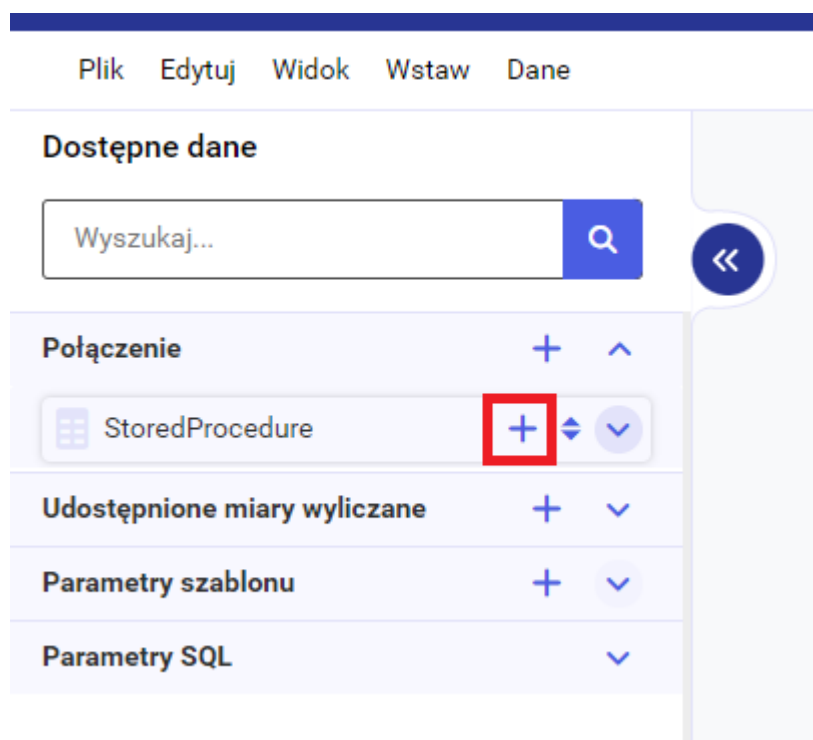 Plik Edytuj Widok Wstaw Dane
Dostępne dane
Wyszukaj...
Połączenie
StoredProcedure
Udostępnione miary wyliczane
Parametry szablonu
Parametry SQL